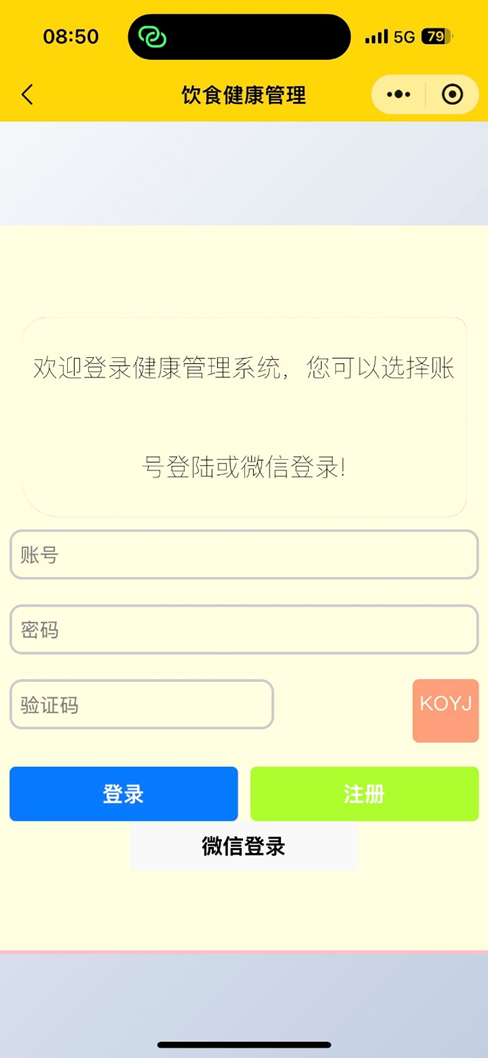 08:50
5G
79
饮食健康管理
欢迎登录健康管理系统，您可以选择账
号登陆或微信登录!
账号
密码
验证码
KOYJ
登录
注册
微信登录